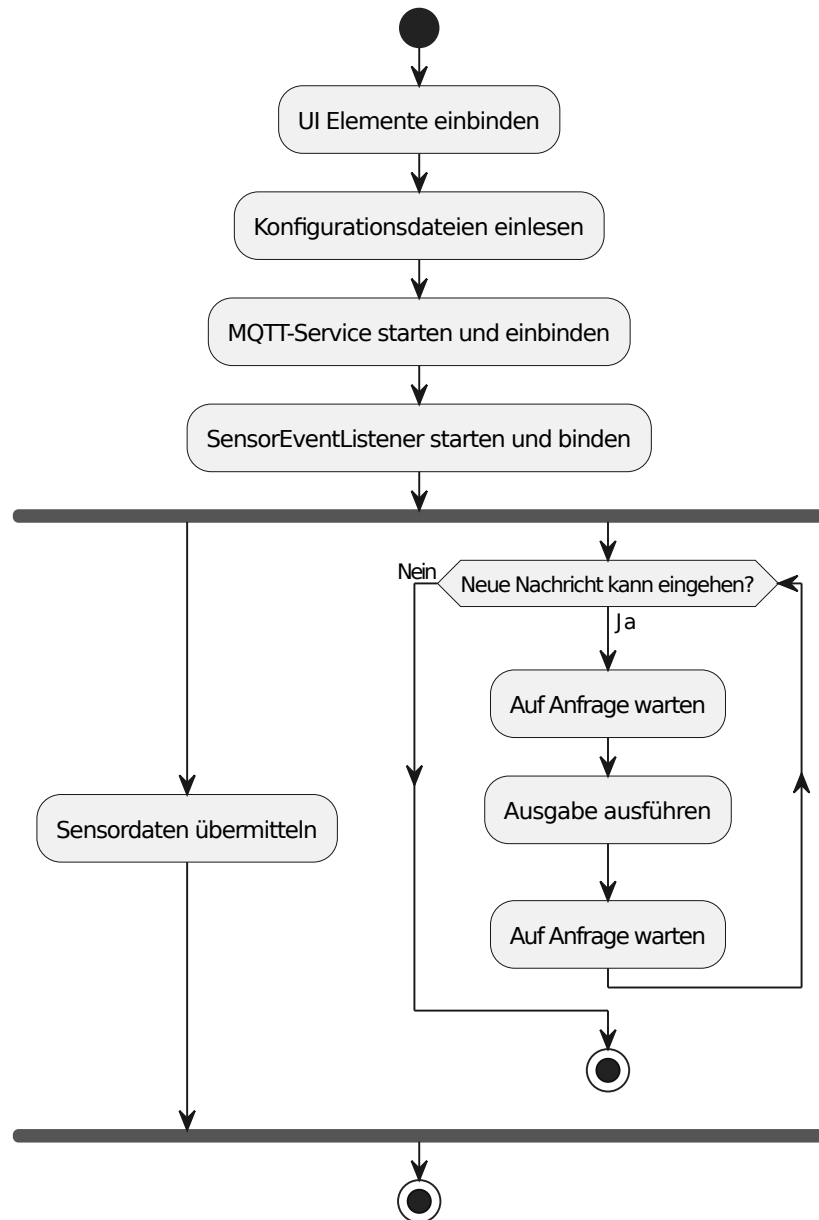 UI Elemente einbinden
Konfigurationsdateien einlesen
MQTT-Service starten und einbinden
SensorEventListener starten und binden
Nein
Neue Nachricht kann eingehen?
Ja
Auf Anfrage warten
Ausgabe ausführen
Sensordaten übermitteln
Auf Anfrage warten